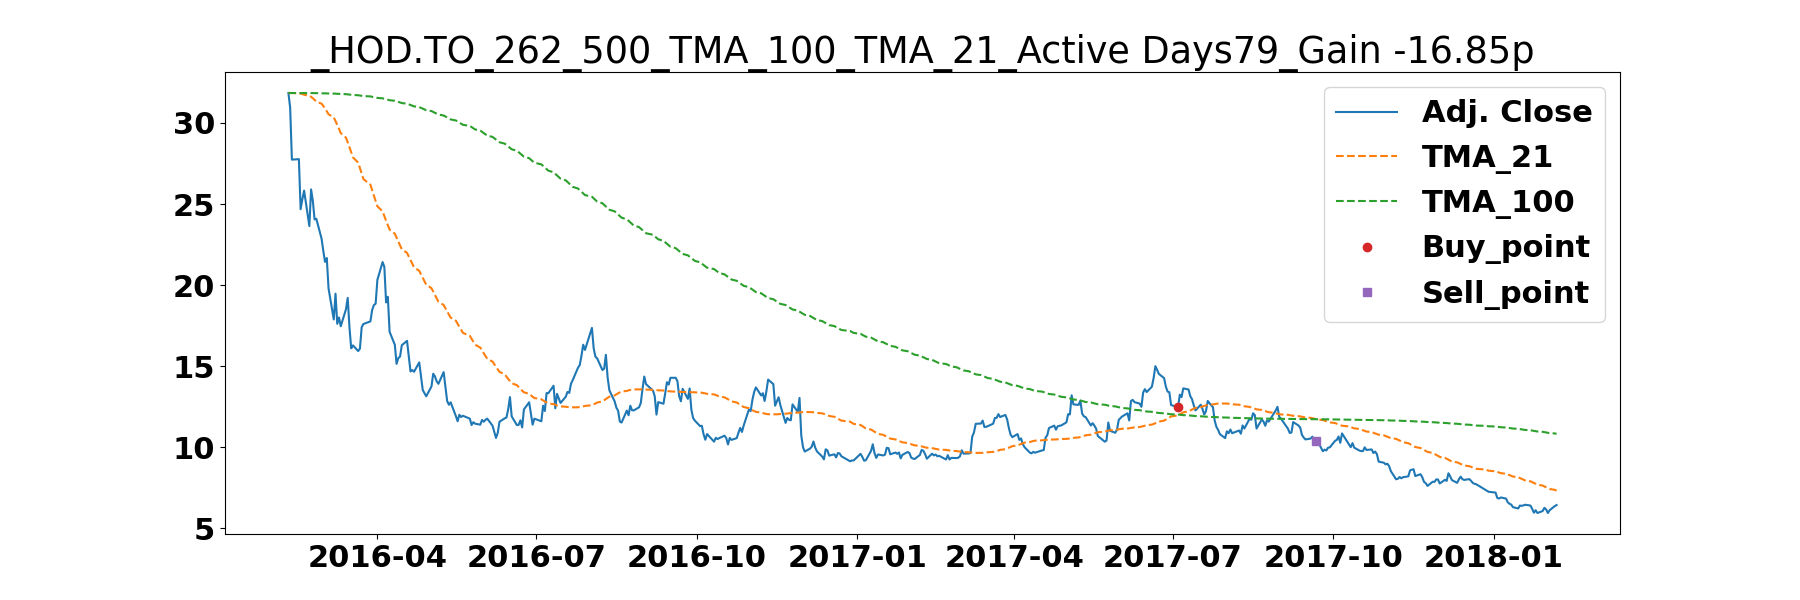 _HOD.TO_262_500_TMA_100_TMA_21_Active Days79_Gain -16.85p
30
25
20
15
10
5
2016-04 2016-07 2016-10 2017-01 2017-04 2017-07 2017-10 2018-01
Adj. Close
TMA_21
TMA_100
Buy_point
Sell_point